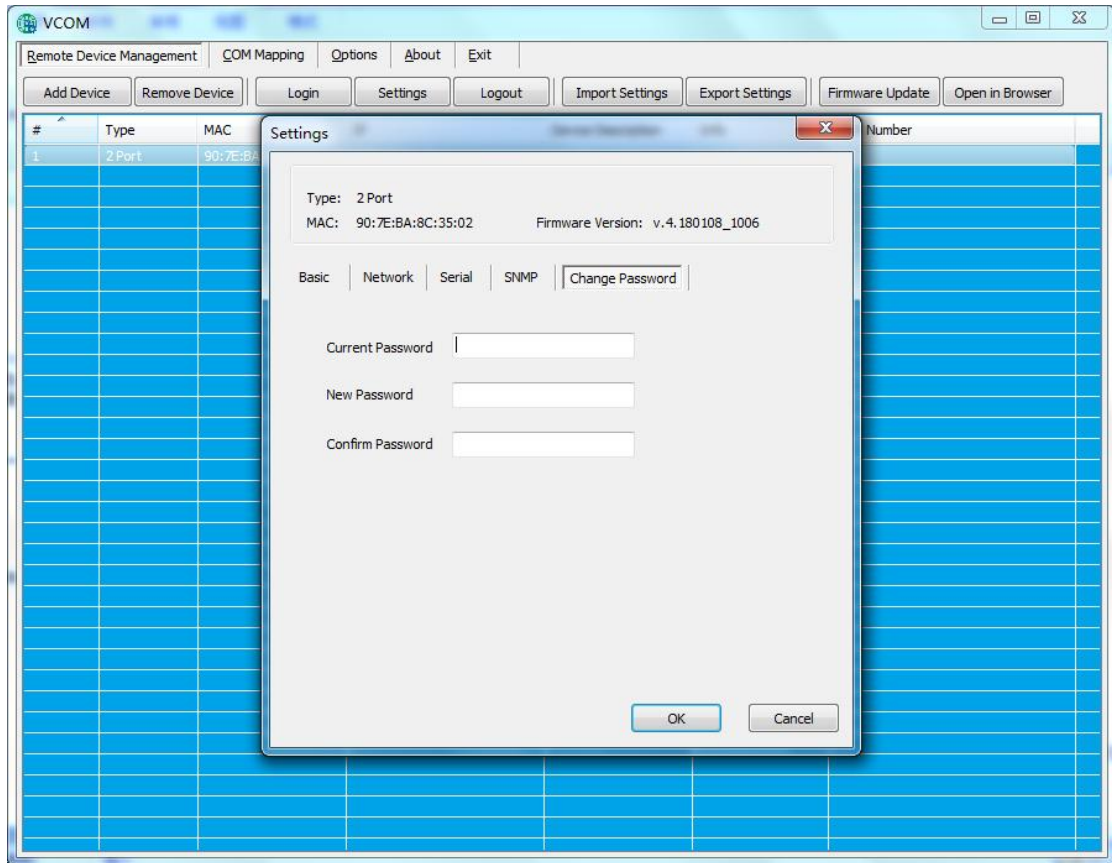 VCOM
Remote Device Management COM Mapping Options About Exit
Add Device Remove Device Login Settings Logout Import Settings Export Settings Firmware Update Open in Browser
# Type MAC Number
1 2 Port 90:7E:BA
Settings
Type: 2 Port
MAC: 90:7E:BA:8C:35:02 Firmware Version: v.4.180108_1006
Basic Network Serial SNMP Change Password
Current Password
New Password
Confirm Password
OK Cancel